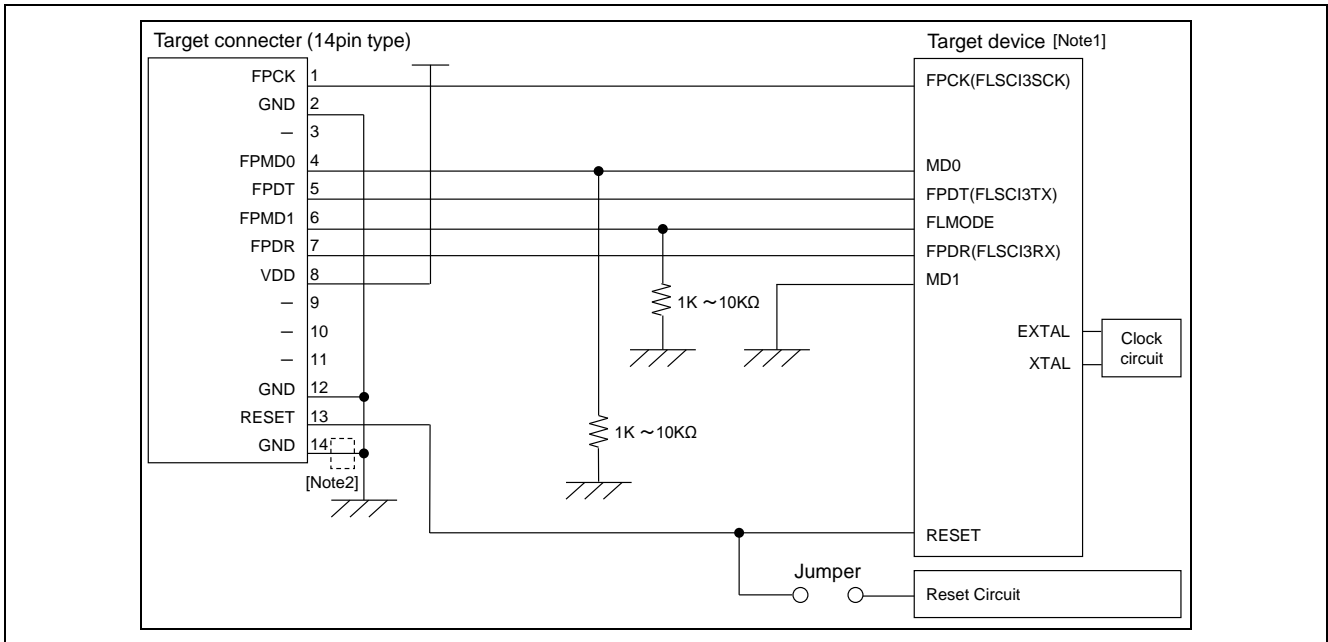 Target connecter (14pin type)
Target device [Note1]
FPCK 1
GND 2
– 3
FPMD0 4
FPDT 5
FPMD1 6
FPDR 7
VDD 8
– 9
– 10
– 11
GND 12
RESET 13
GND 14
[Note2]
1K ～10KΩ
1K ～10KΩ
FPCK(FLSCI3SCK)
MD0
FPDT(FLSCI3TX)
FLMODE
FPDR(FLSCI3RX)
MD1
EXTAL
XTAL
Clock
circuit
RESET
Jumper
Reset Circuit